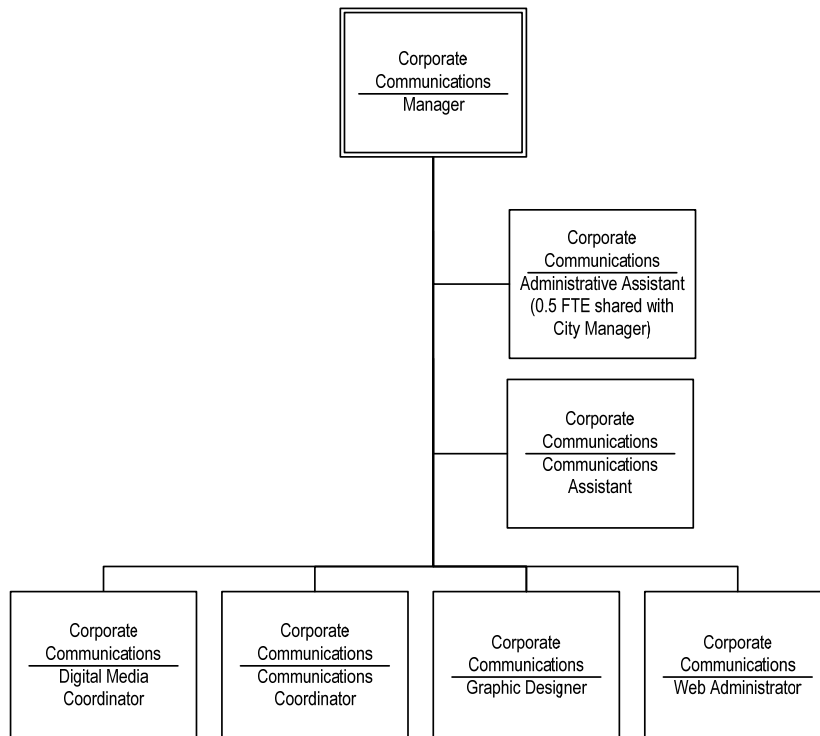 Corporate
Communications
Manager
Corporate
Communications
Administrative Assistant
(0.5 FTE shared with
City Manager)
Corporate
Communications
Communications
Assistant
Corporate
Communications
Digital Media
Coordinator
Corporate
Communications
Communications
Coordinator
Corporate
Communications
Graphic Designer
Corporate
Communications
Web Administrator